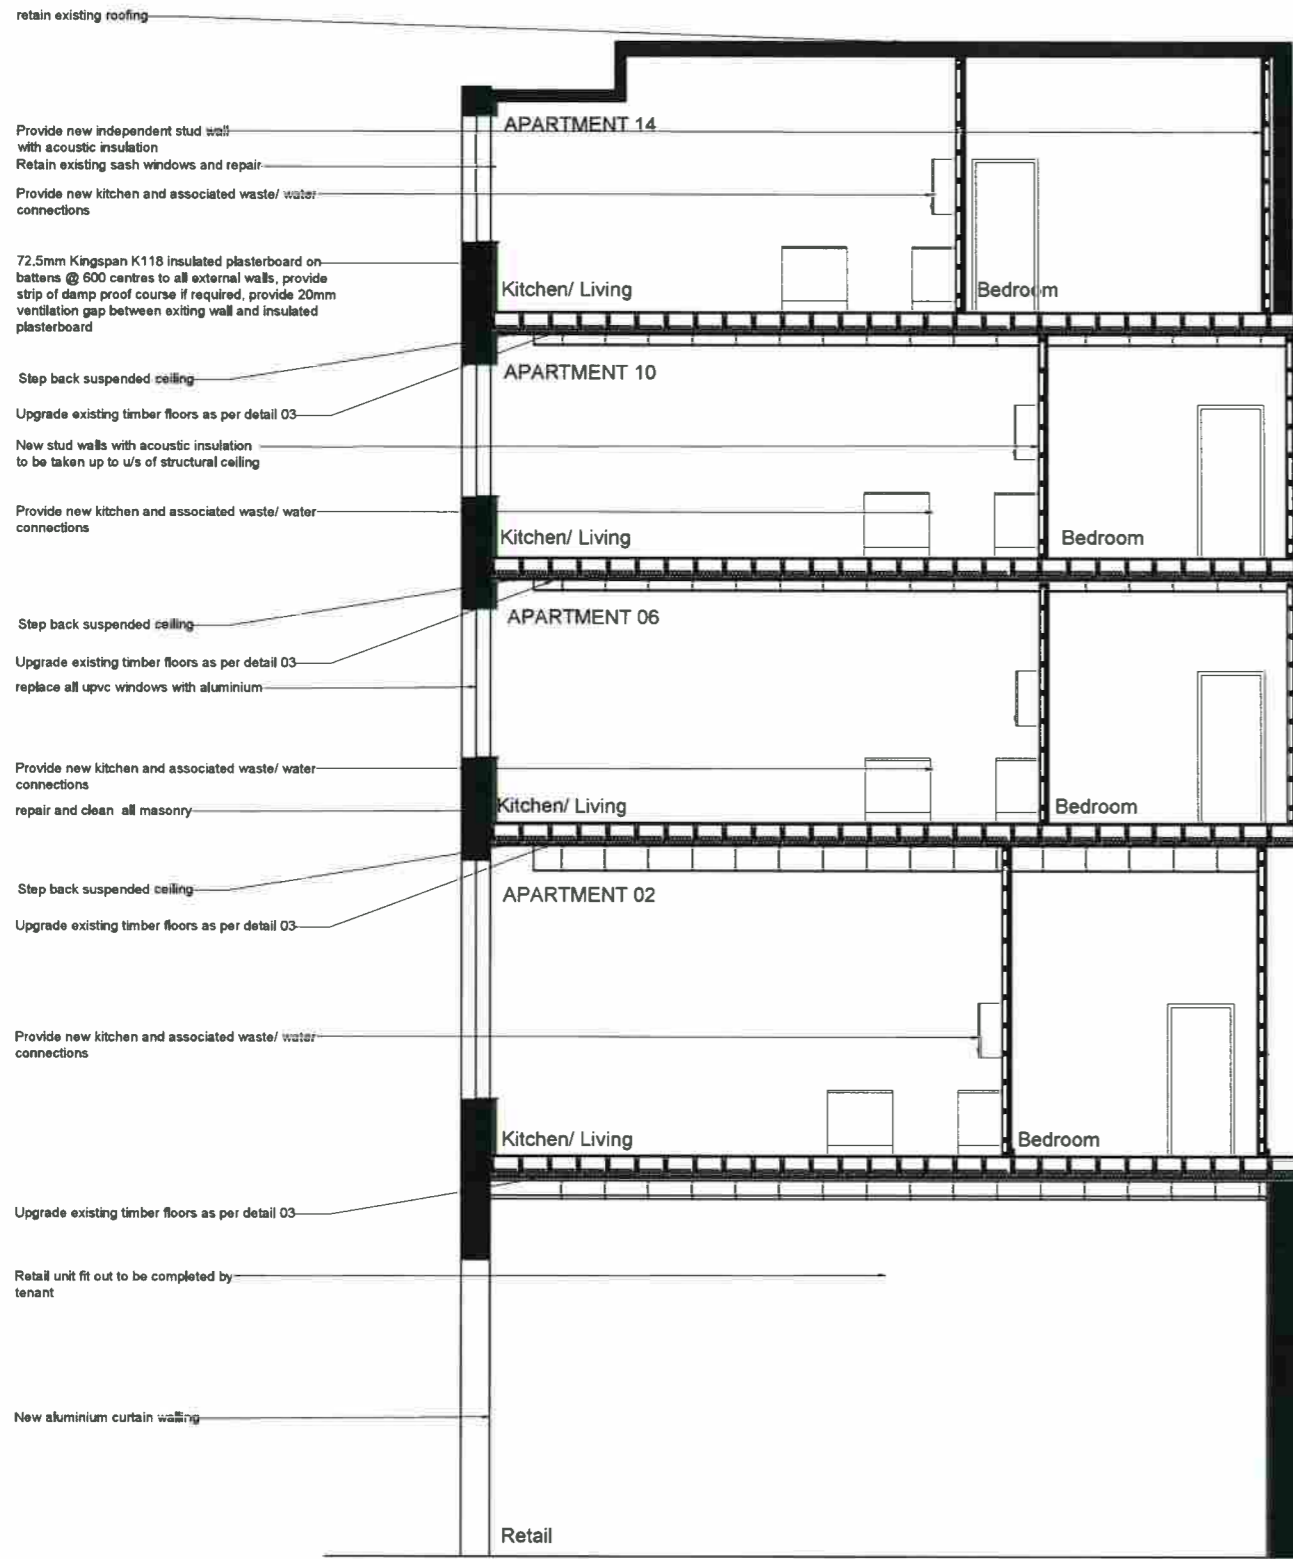 retain existing roofing
APARTMENT 14
Provide new independent stud wall
with acoustic insulation
Retain existing sash windows and repair
Provide new kitchen and associated waste/ water
connections
72.5mm Kingspan K118 insulated plasterboard on
battens @ 600 centres to all external walls, provide
strip of damp proof course if required, provide 20mm
ventilation gap between exiting wall and insulated
plasterboard
Kitchen/ Living
Bedroom
Step back suspended ceiling
APARTMENT 10
Upgrade existing timber floors as per detail 03
New stud walls with acoustic insulation
to be taken up to u/s of structural ceiling
Provide new kitchen and associated waste/ water
connections
Kitchen/ Living
Bedroom
Step back suspended ceiling
APARTMENT 06
Upgrade existing timber floors as per detail 03
replace all upvc windows with aluminium
Provide new kitchen and associated waste/ water
connections
repair and clean all masonry
Kitchen/ Living
Bedroom
Step back suspended ceiling
APARTMENT 02
Upgrade existing timber floors as per detail 03
Provide new kitchen and associated waste/ water
connections
Kitchen/ Living
Bedroom
Upgrade existing timber floors as per detail 03
Retail unit fit out to be completed by
tenant
New aluminium curtain walling
Retail